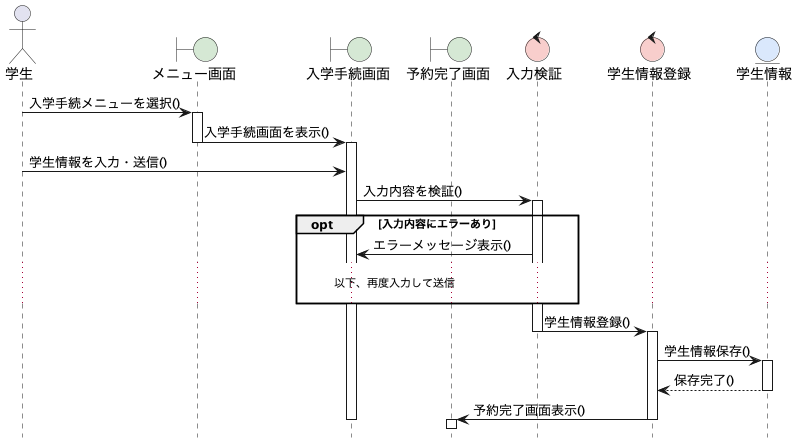 学生
メニュー画面
入学手続画面
予約完了画面
入力検証
学生情報登録
学生情報
入学手続メニューを選択()
入学手続画面を表示()
学生情報を入力・送信()
入力内容を検証()
opt
[入力内容にエラーあり]
エラーメッセージ表示()
以下、再度入力して送信
学生情報登録()
学生情報保存()
保存完了()
予約完了画面表示()